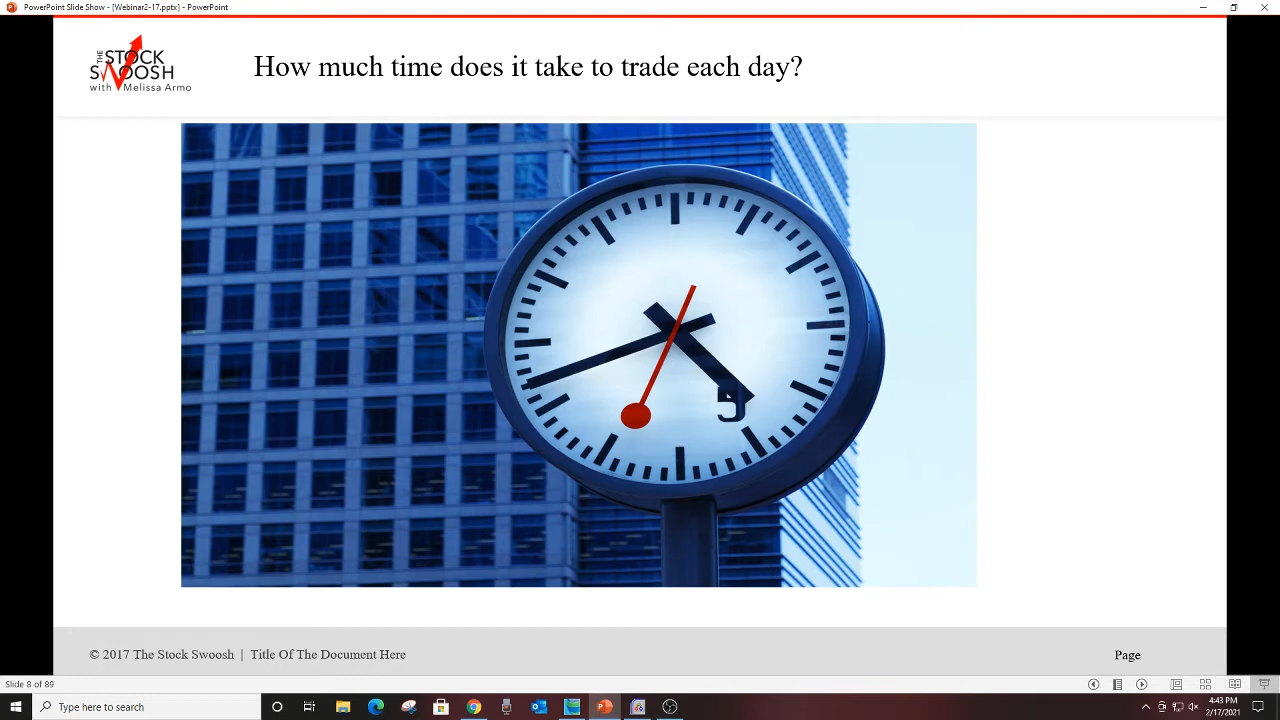 PowerPoint Slide Show - [Webinar2-17.pptx] - PowerPoint
THE STOCK
SWOOSH
with Melissa Armo
How much time does it take to trade each day?
5
© 2017 The Stock Swoosh | Title Of The Document Here
Page
Slide 8 of 89
Type here to search
4:43 PM
2/17/2021